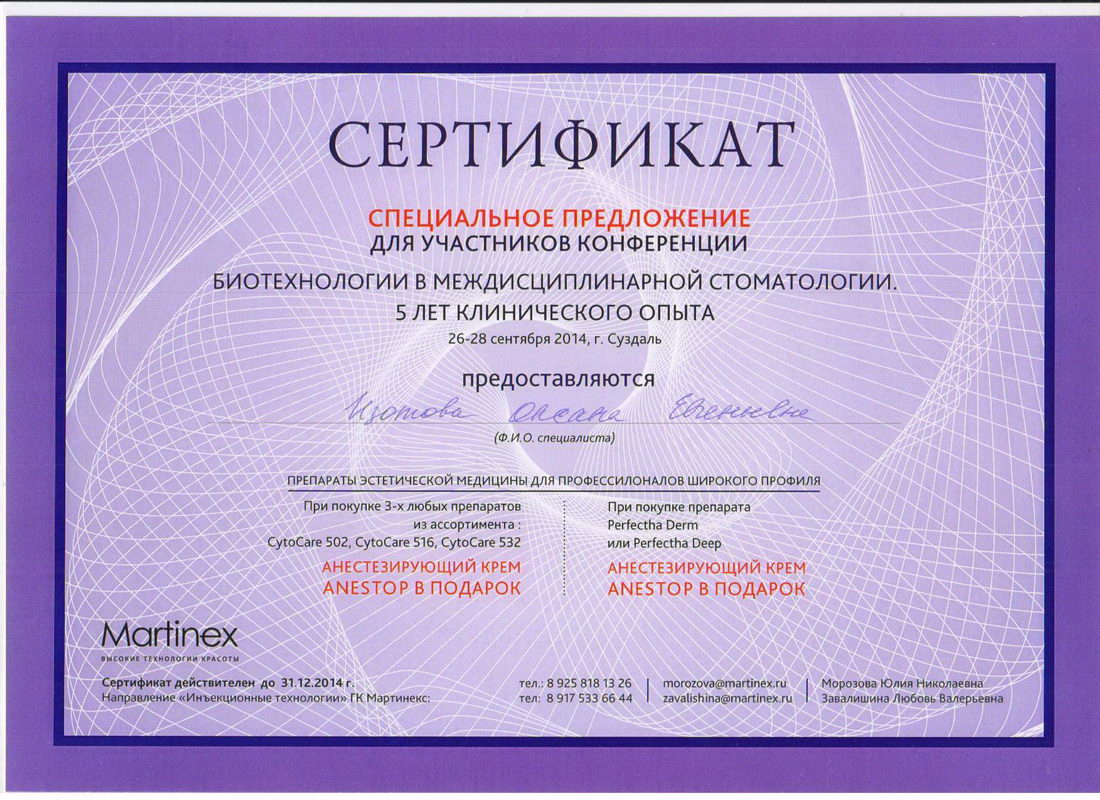 СЕРТИФИКАТ
СПЕЦИАЛЬНОЕ ПРЕДЛОЖЕНИЕ
ДЛЯ УЧАСТНИКОВ КОНФЕРЕНЦИИ
БИОТЕХНОЛОГИИ В МЕЖДИСЦИПЛИНАРНОЙ СТОМАТОЛОГИИ.
5 ЛЕТ КЛИНИЧЕСКОГО ОПЫТА
26-28 сентября 2014, г. Суздаль
предоставляются
Изотова Оксана Евгеньевна
(Ф.И.О. специалиста)
ПРЕПАРАТЫ ЭСТЕТИЧЕСКОЙ МЕДИЦИНЫ ДЛЯ ПРОФЕССИЛОНАЛОВ ШИРОКОГО ПРОФИЛЯ
При покупке 3-х любых препаратов
из ассортимента :
CytoCare 502, CytoCare 516, CytoCare 532
АНЕСТЕЗИРУЮЩИЙ КРЕМ
ANESTOP В ПОДАРОК
При покупке препарата
Perfectha Derm
или Perfectha Deep
АНЕСТЕЗИРУЮЩИЙ КРЕМ
ANESTOP В ПОДАРОК
Martinex
ВЫСОКИЕ ТЕХНОЛОГИИ КРАСОТЫ
Сертификат действителен до 31.12.2014 г.
Направление «Инъекционные технологии» ГК Мартинекс:
тел.: 8 925 818 13 26
тел: 8 917 533 66 44
morozova@martinex.ru
zavalishina@martinex.ru
Морозова Юлия Николаевна
Завалишина Любовь Валерьевна